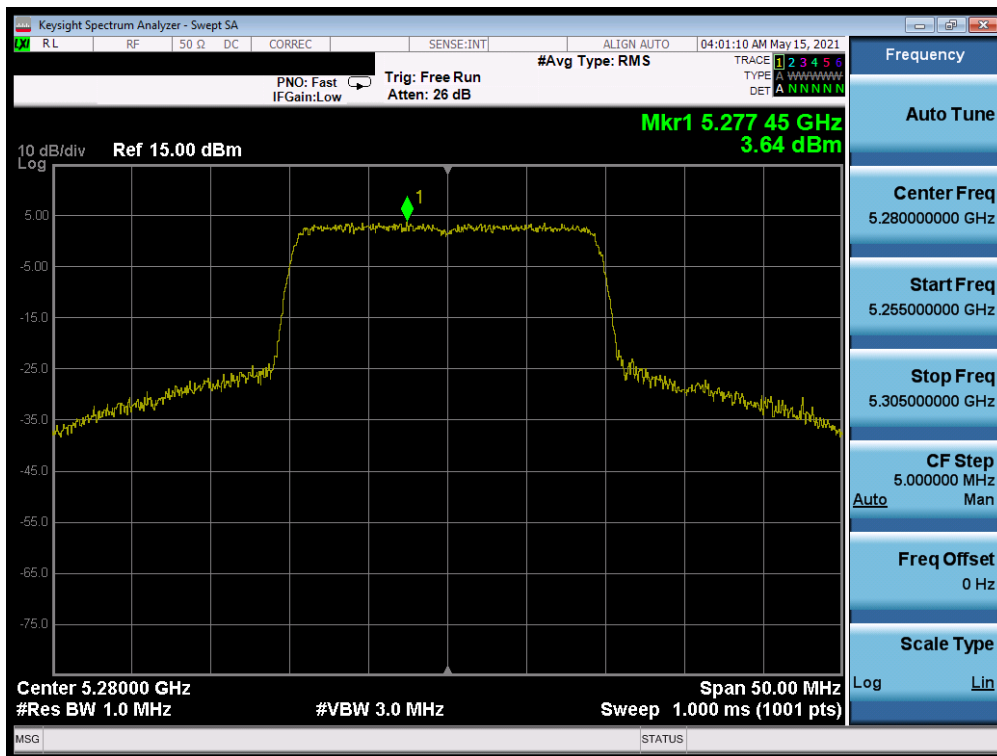 Keysight Spectrum Analyzer - Swept SA
LXI RL RF 50 Ω DC CORREC SENSE:INT ALIGN AUTO 04:01:10 AM May 15, 2021
PNO: Fast
IFGain:Low
Trig: Free Run
Atten: 26 dB
#Avg Type: RMS
TRACE 1 2 3 4 5 6
TYPE A WWWWW
DET A N N N N N
Mkr1 5.277 45 GHz
3.64 dBm
10 dB/div
Log
Ref 15.00 dBm
1
5.00
-5.00
-15.0
-25.0
-35.0
-45.0
-55.0
-65.0
-75.0
Center 5.28000 GHz
#Res BW 1.0 MHz
#VBW 3.0 MHz
Span 50.00 MHz
Sweep 1.000 ms (1001 pts)
MSG
STATUS
Frequency
Auto Tune
Center Freq
5.280000000 GHz
Start Freq
5.255000000 GHz
Stop Freq
5.305000000 GHz
CF Step
5.000000 MHz
Auto Man
Freq Offset
0 Hz
Scale Type
Log Lin